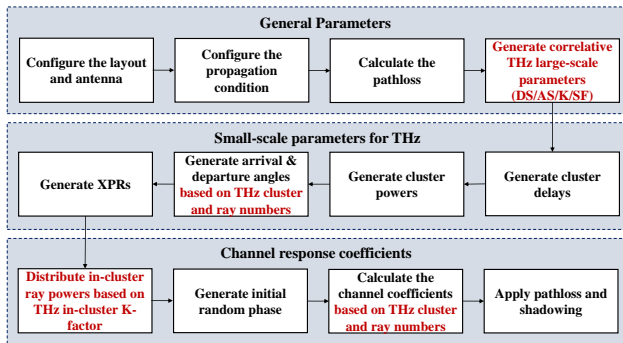 General Parameters
Configure the layout
and antenna
Configure the
propagation
condition
Calculate the
pathloss
Generate correlative
THz large-scale
parameters
(DS/AS/K/SF)
Small-scale parameters for THz
Generate XPRs
Generate arrival &
departure angles
based on THz cluster
and ray numbers
Generate cluster
powers
Generate cluster
delays
Channel response coefficients
Distribute in-cluster
ray powers based on
THz in-cluster K-
factor
Generate initial
random phase
Calculate the
channel coefficients
based on THz cluster
and ray numbers
Apply pathloss and
shadowing